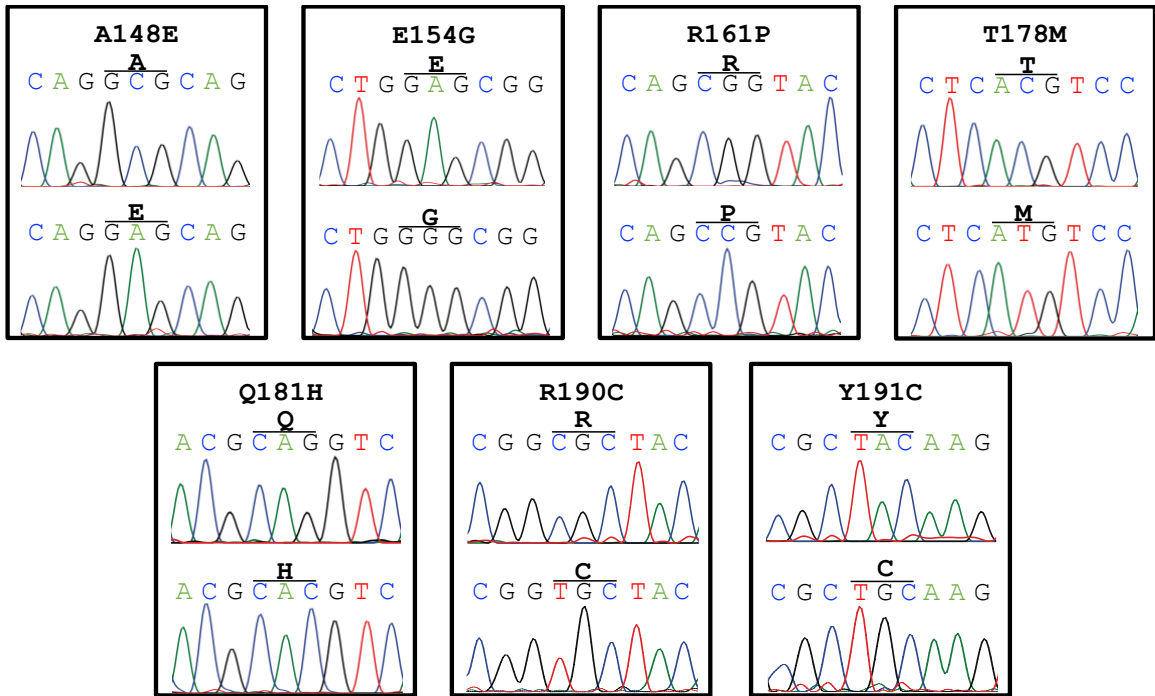 A148E
A
CAGGCGCAG
E
CAGGAGCAG
E154G
E
CTGGAGCGG
G
CTGGGGCGG
R161P
R
CAGCGGTAC
P
CAGCCGTAC
T178M
T
CTCACGTCC
M
CTCATGTCC
Q181H
Q
ACGCAGGTC
H
ACGCACGTC
R190C
R
CGGCGCTAC
C
CGGTGCTAC
Y191C
Y
CGCTACAAG
C
CGCTGCAAG